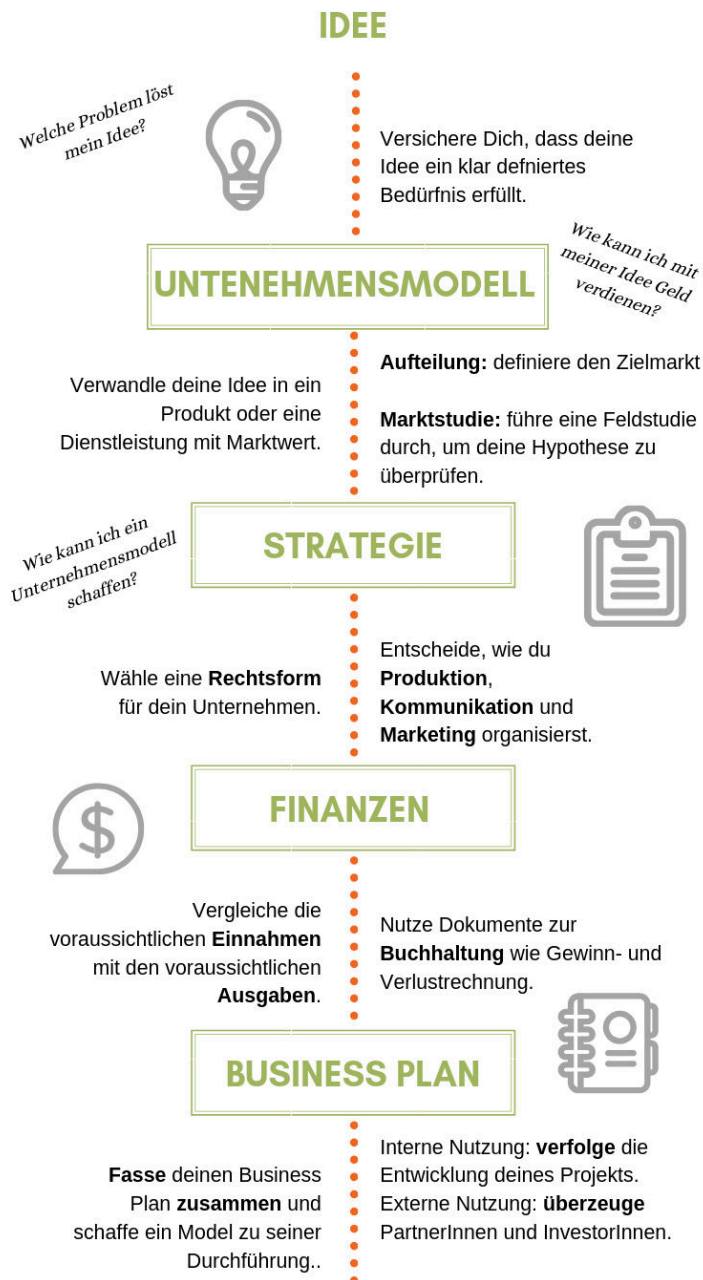 IDEE
Welche Problem löst
mein Idee?
Versichere Dich, dass deine
Idee ein klar defniertes
Bedürfnis erfüllt.
UNTENEHMENSMODELL
Wie kann ich mit
meiner Idee Geld
verdienen?
Verwandle deine Idee in ein
Produkt oder eine
Dienstleistung mit Marktwert.
Aufteilung: definiere den Zielmarkt
Marktstudie: führe eine Feldstudie
durch, um deine Hypothese zu
überprüfen.
Wie kann ich ein
Unternehmensmodell
schaffen?
STRATEGIE
Wähle eine Rechtsform
für dein Unternehmen.
Entscheide, wie du
Produktion,
Kommunikation und
Marketing organisierst.
$
FINANZEN
Vergleiche die
voraussichtlichen Einnahmen
mit den voraussichtlichen
Ausgaben.
Nutze Dokumente zur
Buchhaltung wie Gewinn- und
Verlustrechnung.
BUSINESS PLAN
Fasse deinen Business
Plan zusammen und
schaffe ein Model zu seiner
Durchführung..
Interne Nutzung: verfolge die
Entwicklung deines Projekts.
Externe Nutzung: überzeuge
PartnerInnen und InvestorInnen.